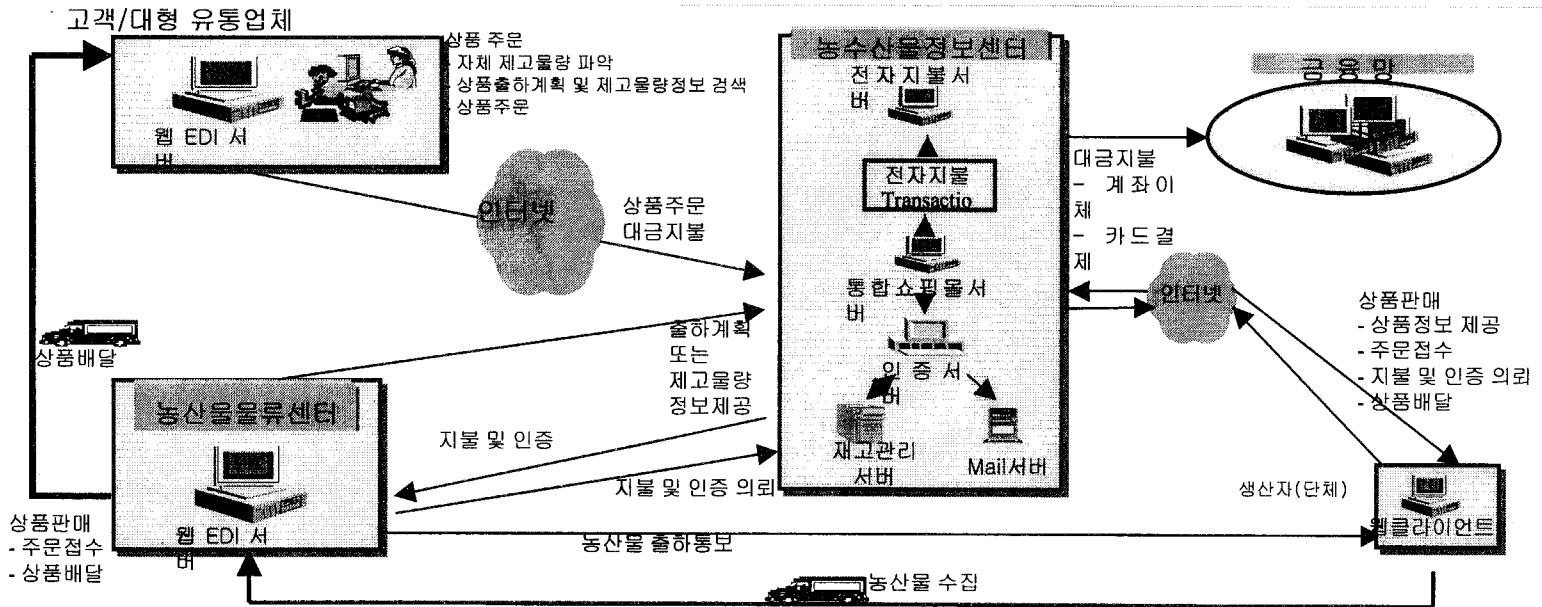 고객/대형 유통업체
상품 주문
- 자체 제고물량 파악
- 상품출하계획 및 제고물량정보 검색
- 상품주문
웹 EDI 서
버
인터넷
상품주문
대금지불
농수산물정보센터
전자지불서
버
전자지불
Transactio
통합쇼핑몰서
버
인 증 서
버
재고관리
서버
Mail서버
금융망
대금지불
- 계좌이
체
- 카드결
제
인터넷
상품판매
- 상품정보 제공
- 주문접수
- 지불 및 인증 의뢰
- 상품배달
생산자(단체)
웹클라이언트
상품배달
출하계획
또는
제고물량
정보제공
농산물물류센터
웹 EDI 서
버
지불 및 인증
지불 및 인증 의뢰
상품판매
- 주문접수
- 상품배달
농산물 출하통보
농산물 수집